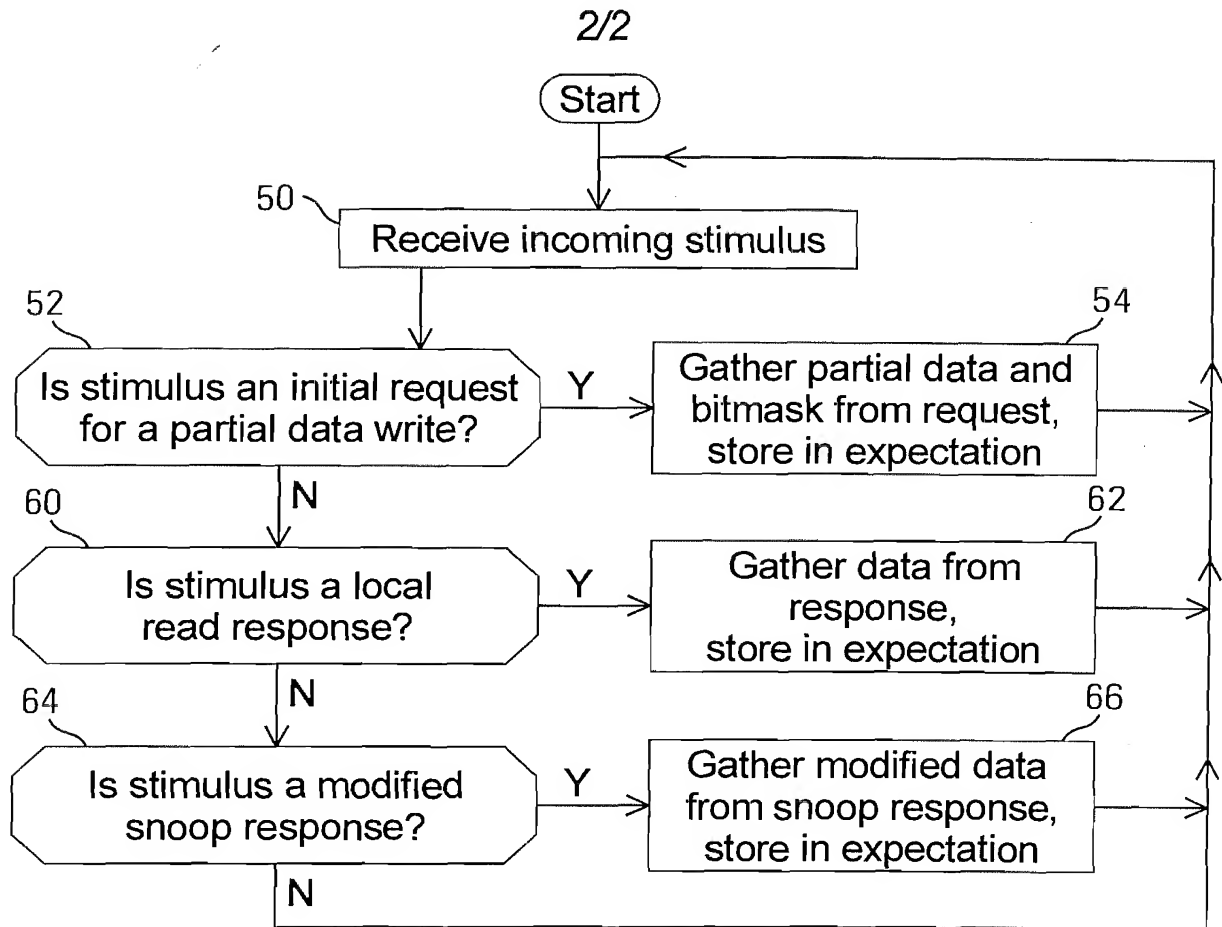 2/2
Start
50
Receive incoming stimulus
52
Is stimulus an initial request
for a partial data write?
Y
54
Gather partial data and
bitmask from request,
store in expectation
N
60
Is stimulus a local
read response?
Y
62
Gather data from
response,
store in expectation
N
64
Is stimulus a modified
snoop response?
Y
66
Gather modified data
from snoop response,
store in expectation
N